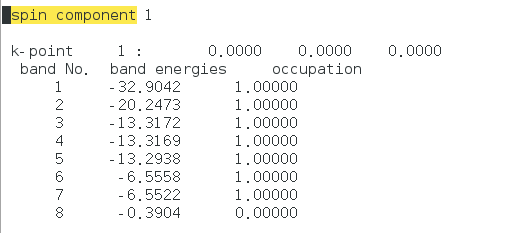 spin component 1
k-point 1 : 0.0000 0.0000 0.0000
band No. band energies occupation
1 -32.9042 1.00000
2 -20.2473 1.00000
3 -13.3172 1.00000
4 -13.3169 1.00000
5 -13.2938 1.00000
6 -6.5558 1.00000
7 -6.5522 1.00000
8 -0.3904 0.00000